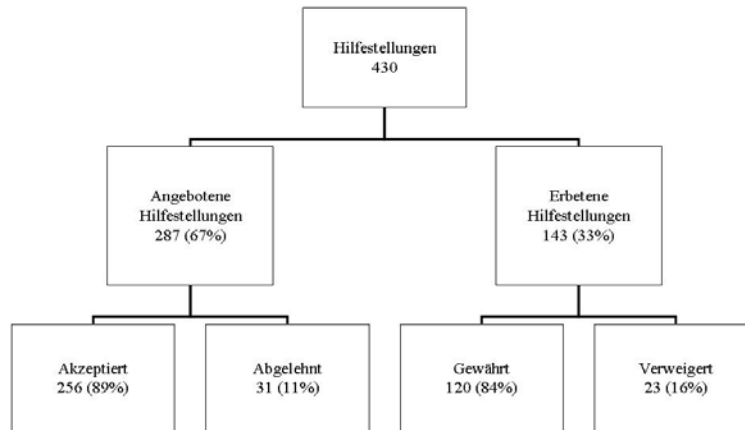 Hilfestellungen
430
Angebotene
Hilfestellungen
287 (67%)
Erbetene
Hilfestellungen
143 (33%)
Akzeptiert
256 (89%)
Abgelehnt
31 (11%)
Gewährt
120 (84%)
Verweigert
23 (16%)